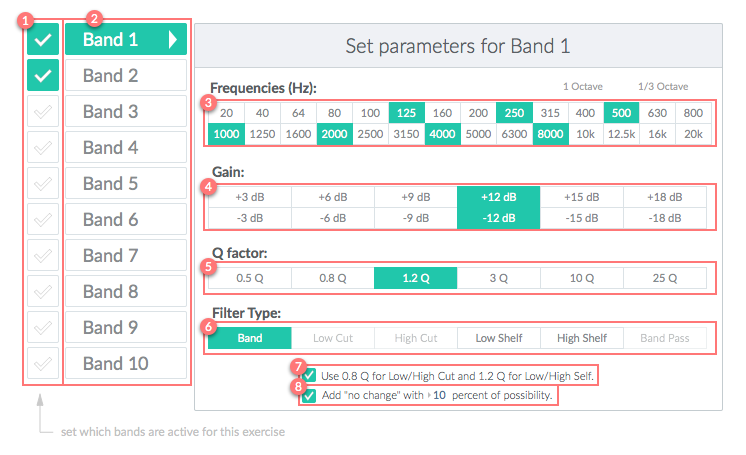 1
2
Band 1
Band 2
Band 3
Band 4
Band 5
Band 6
Band 7
Band 8
Band 9
Band 10
set which bands are active for this exercise
Set parameters for Band 1
Frequencies (Hz): 1 Octave 1/3 Octave
3
20 40 64 80 100 125 160 200 250 315 400 500 630 800
1000 1250 1600 2000 2500 3150 4000 5000 6300 8000 10k 12.5k 16k 20k
Gain:
4
+3 dB +6 dB +9 dB +12 dB +15 dB +18 dB
-3 dB -6 dB -9 dB -12 dB -15 dB -18 dB
Q factor:
5
0.5 Q 0.8 Q 1.2 Q 3 Q 10 Q 25 Q
Filter Type:
6
Band Low Cut High Cut Low Shelf High Shelf Band Pass
7
Use 0.8 Q for Low/High Cut and 1.2 Q for Low/High Self.
8
Add "no change" with 10 percent of possibility.